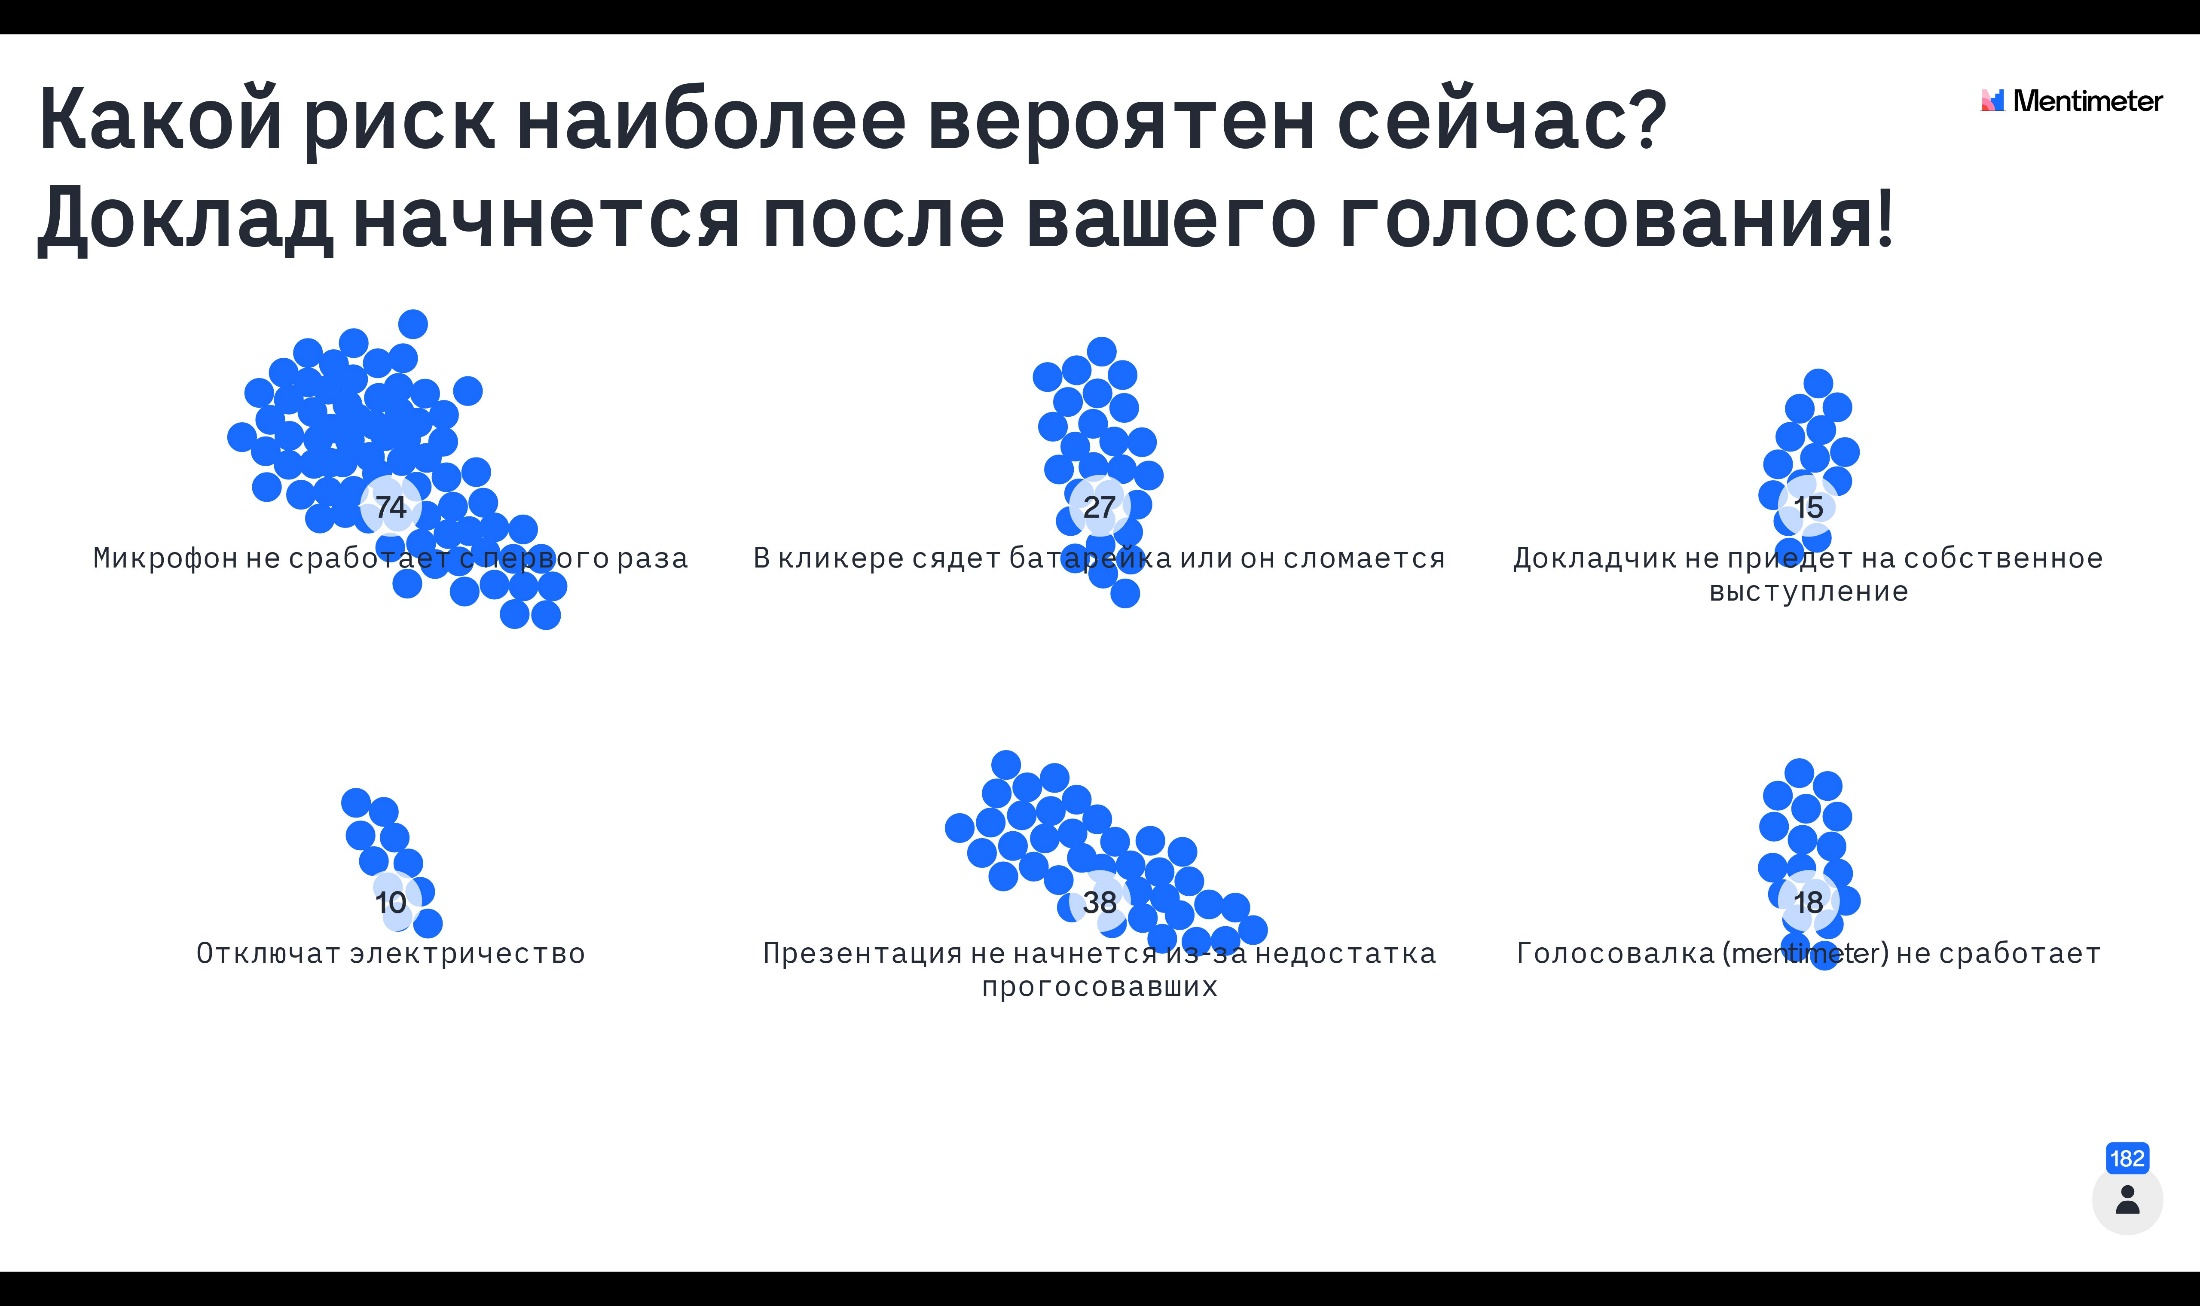 Какой риск наиболее вероятен сейчас?
Доклад начнется после вашего голосования!
Mentimeter
74
Микрофон не сработает с первого раза
27
В кликере сядет батарейка или он сломается
15
Докладчик не приедет на собственное
выступление
10
Отключат электричество
38
Презентация не начнется из-за недостатка
прогосовавших
18
Голосовалка (mentimeter) не сработает
182